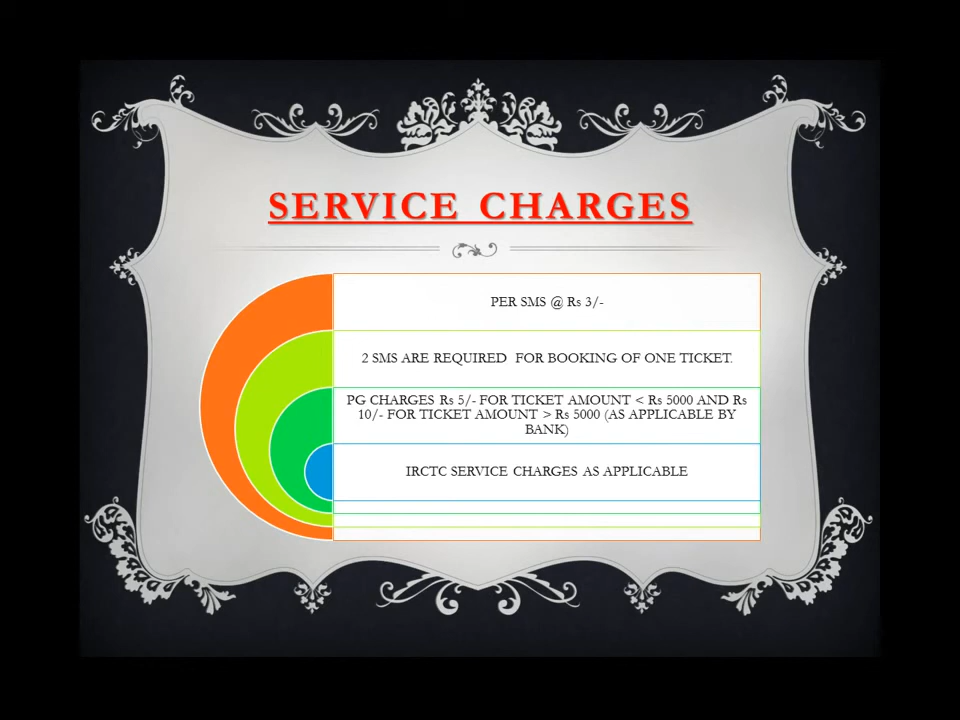 SERVICE CHARGES
PER SMS @ Rs 3/-
2 SMS ARE REQUIRED FOR BOOKING OF ONE TICKET.
PG CHARGES Rs 5/- FOR TICKET AMOUNT < Rs 5000 AND Rs
10/- FOR TICKET AMOUNT > Rs 5000 (AS APPLICABLE BY
BANK)
IRCTC SERVICE CHARGES AS APPLICABLE